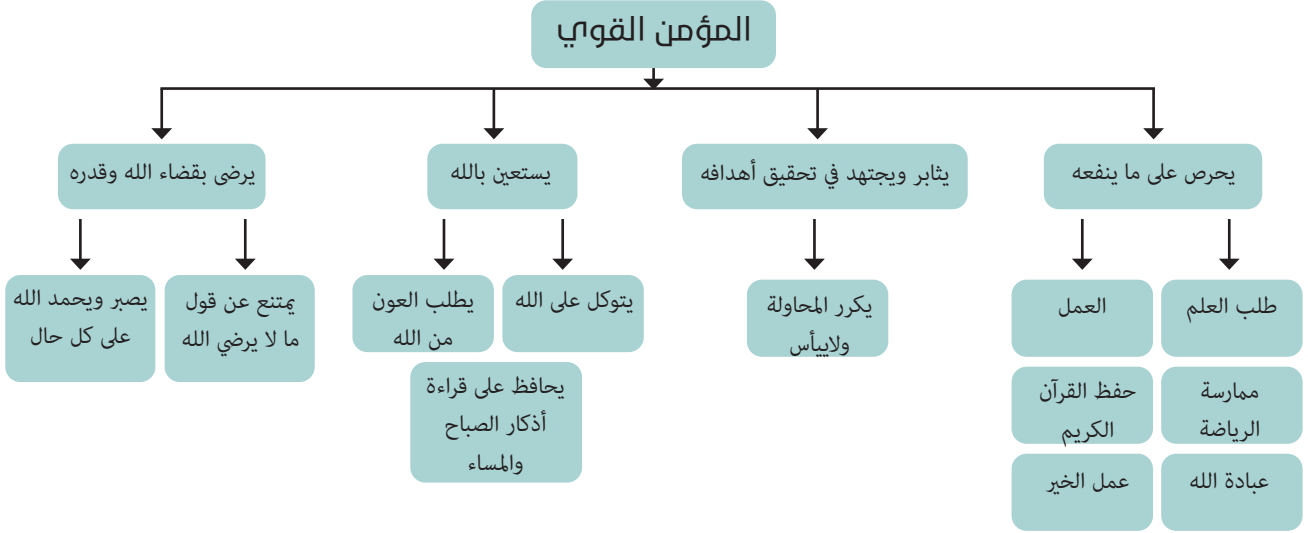 المؤمن القوي
يحرص على ما ينفعه
يثابر ويجتهد في تحقيق أهدافه
يستعين بالله
يرضى بقضاء الله وقدره
طلب العلم
العمل
ممارسة
الرياضة
حفظ القرآن
الكريم
عبادة الله
عمل الخير
يكرر المحاولة
ولاييأس
يتوكل على الله
يطلب العون
من الله
يحافظ على قراءة
أذكار الصباح
والمساء
يمتنع عن قول
ما لا يرضي الله
يصبر ويحمد الله
على كل حال